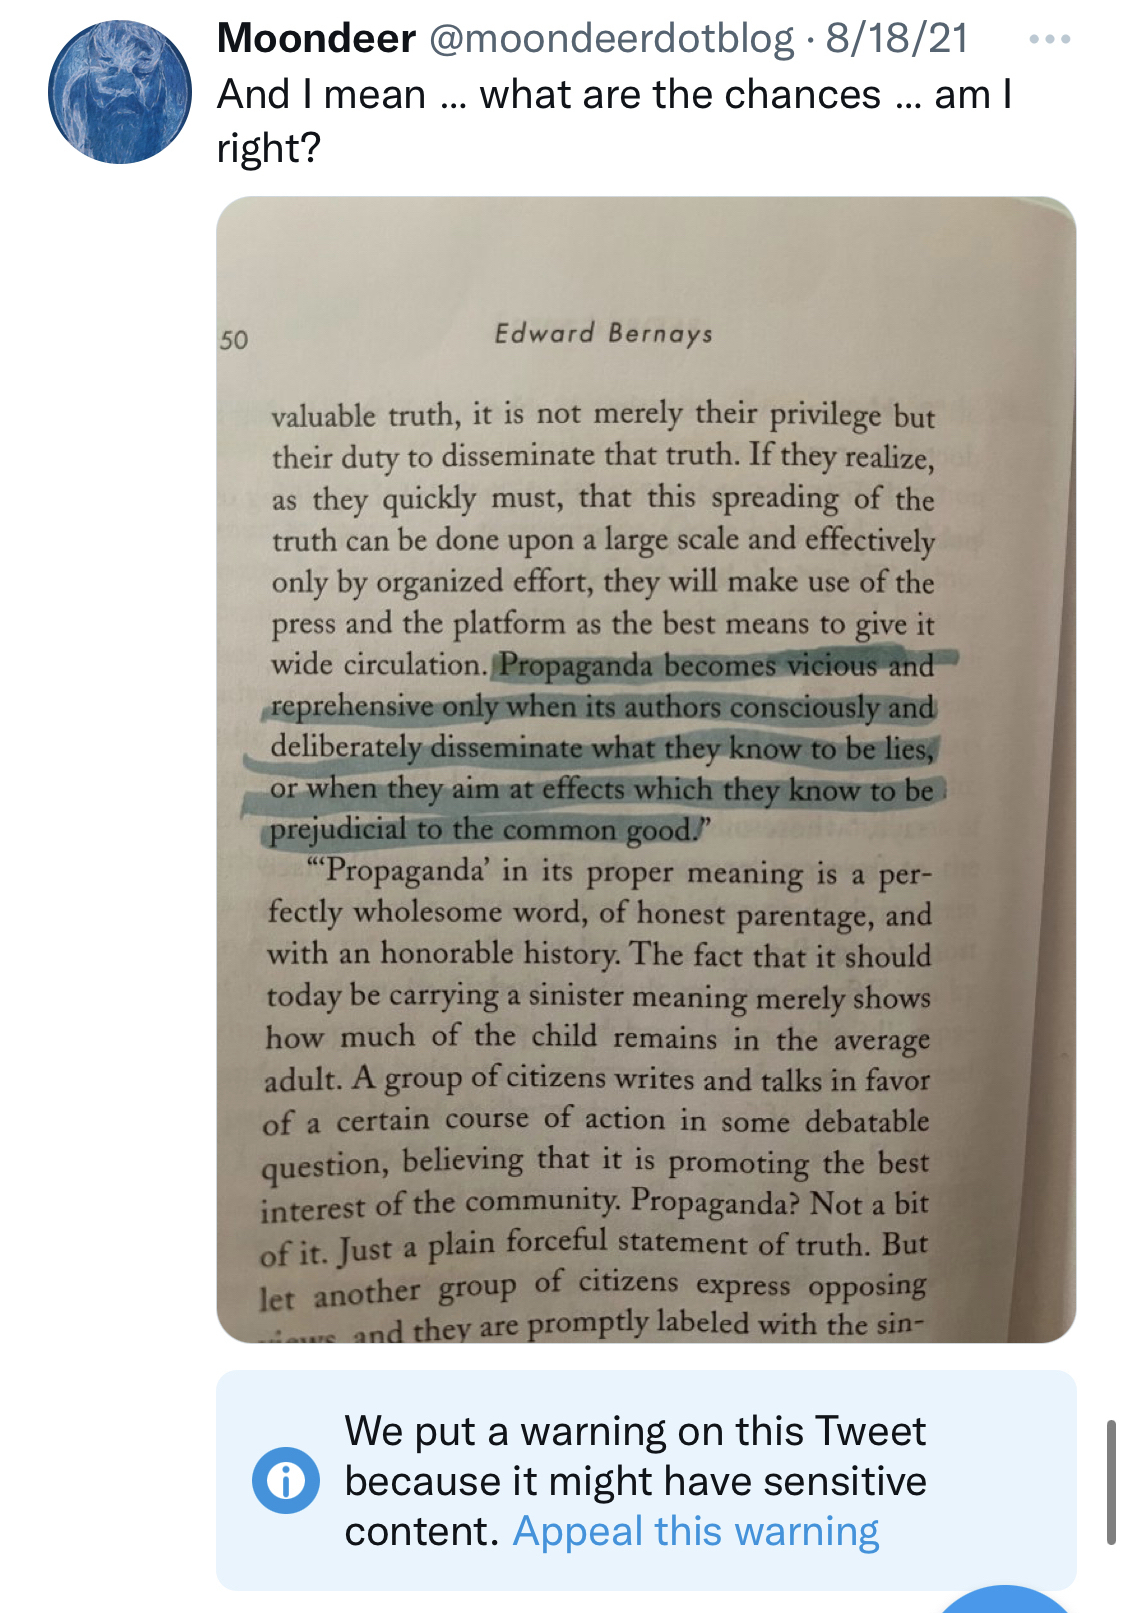 Moondeer @moondeerdotblog · 8/18/21
And I mean ... what are the chances ... am I
right?
50 Edward Bernays
valuable truth, it is not merely their privilege but
their duty to disseminate that truth. If they realize,
as they quickly must, that this spreading of the
truth can be done upon a large scale and effectively
only by organized effort, they will make use of the
press and the platform as the best means to give it
wide circulation. Propaganda becomes vicious and
reprehensive only when its authors consciously and
deliberately disseminate what they know to be lies,
or when they aim at effects which they know to be
prejudicial to the common good.”
“‘Propaganda’ in its proper meaning is a per-
fectly wholesome word, of honest parentage, and
with an honorable history. The fact that it should
today be carrying a sinister meaning merely shows
how much of the child remains in the average
adult. A group of citizens writes and talks in favor
of a certain course of action in some debatable
question, believing that it is promoting the best
interest of the community. Propaganda? Not a bit
of it. Just a plain forceful statement of truth. But
let another group of citizens express opposing
views and they are promptly labeled with the sin-
We put a warning on this Tweet
because it might have sensitive
content. Appeal this warning